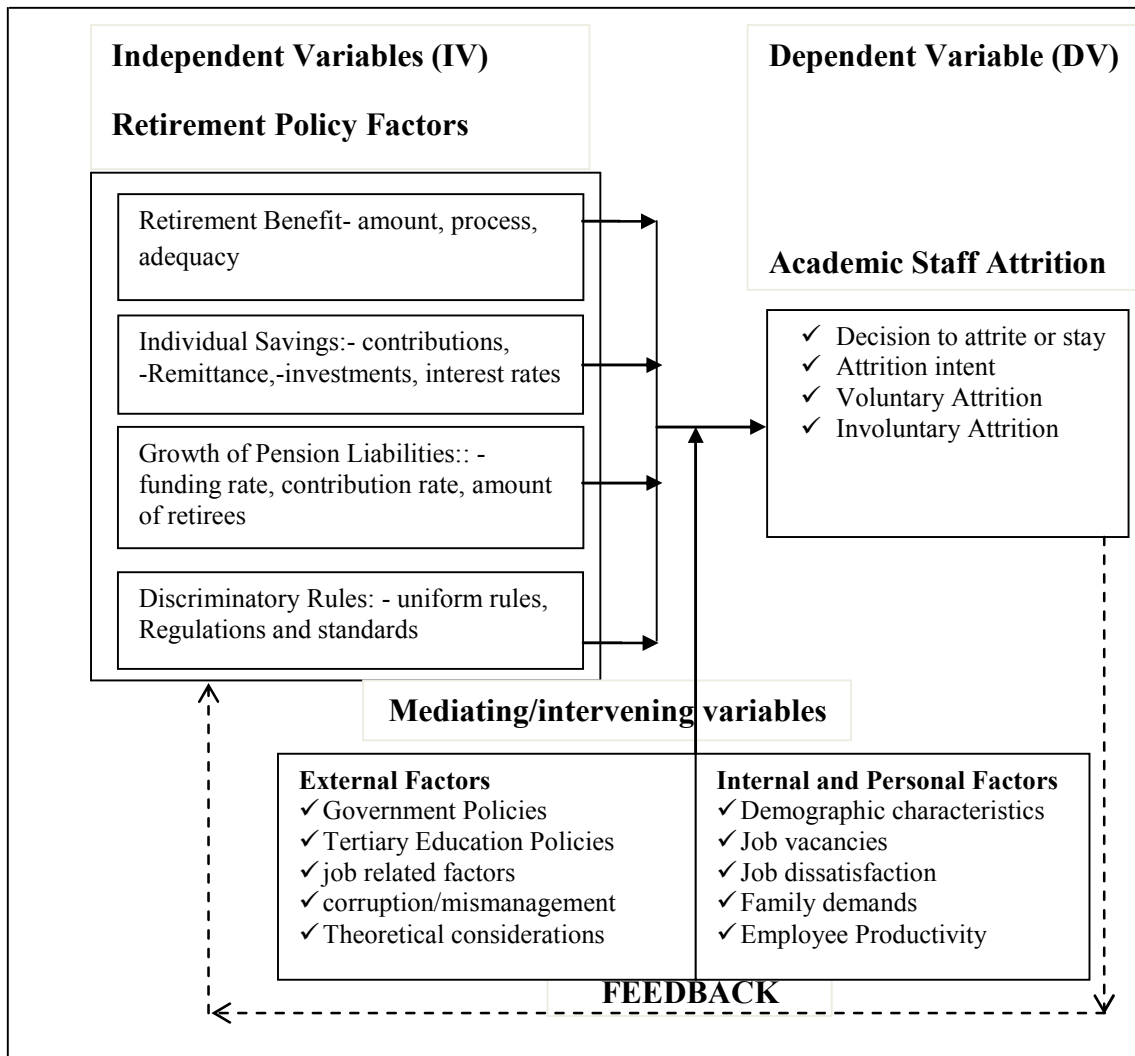 Independent Variables (IV)
Retirement Policy Factors
Dependent Variable (DV)
Academic Staff Attrition
Retirement Benefit- amount, process,
adequacy
Individual Savings:- contributions,
-Remittance,-investments, interest rates
Growth of Pension Liabilities:: -
funding rate, contribution rate, amount
of retirees
Discriminatory Rules: - uniform rules,
Regulations and standards
✓ Decision to attrite or stay
✓ Attrition intent
✓ Voluntary Attrition
✓ Involuntary Attrition
Mediating/intervening variables
External Factors
✓ Government Policies
✓ Tertiary Education Policies
✓ job related factors
✓ corruption/mismanagement
✓ Theoretical considerations
Internal and Personal Factors
✓ Demographic characteristics
✓ Job vacancies
✓ Job dissatisfaction
✓ Family demands
✓ Employee Productivity
FEEDBACK